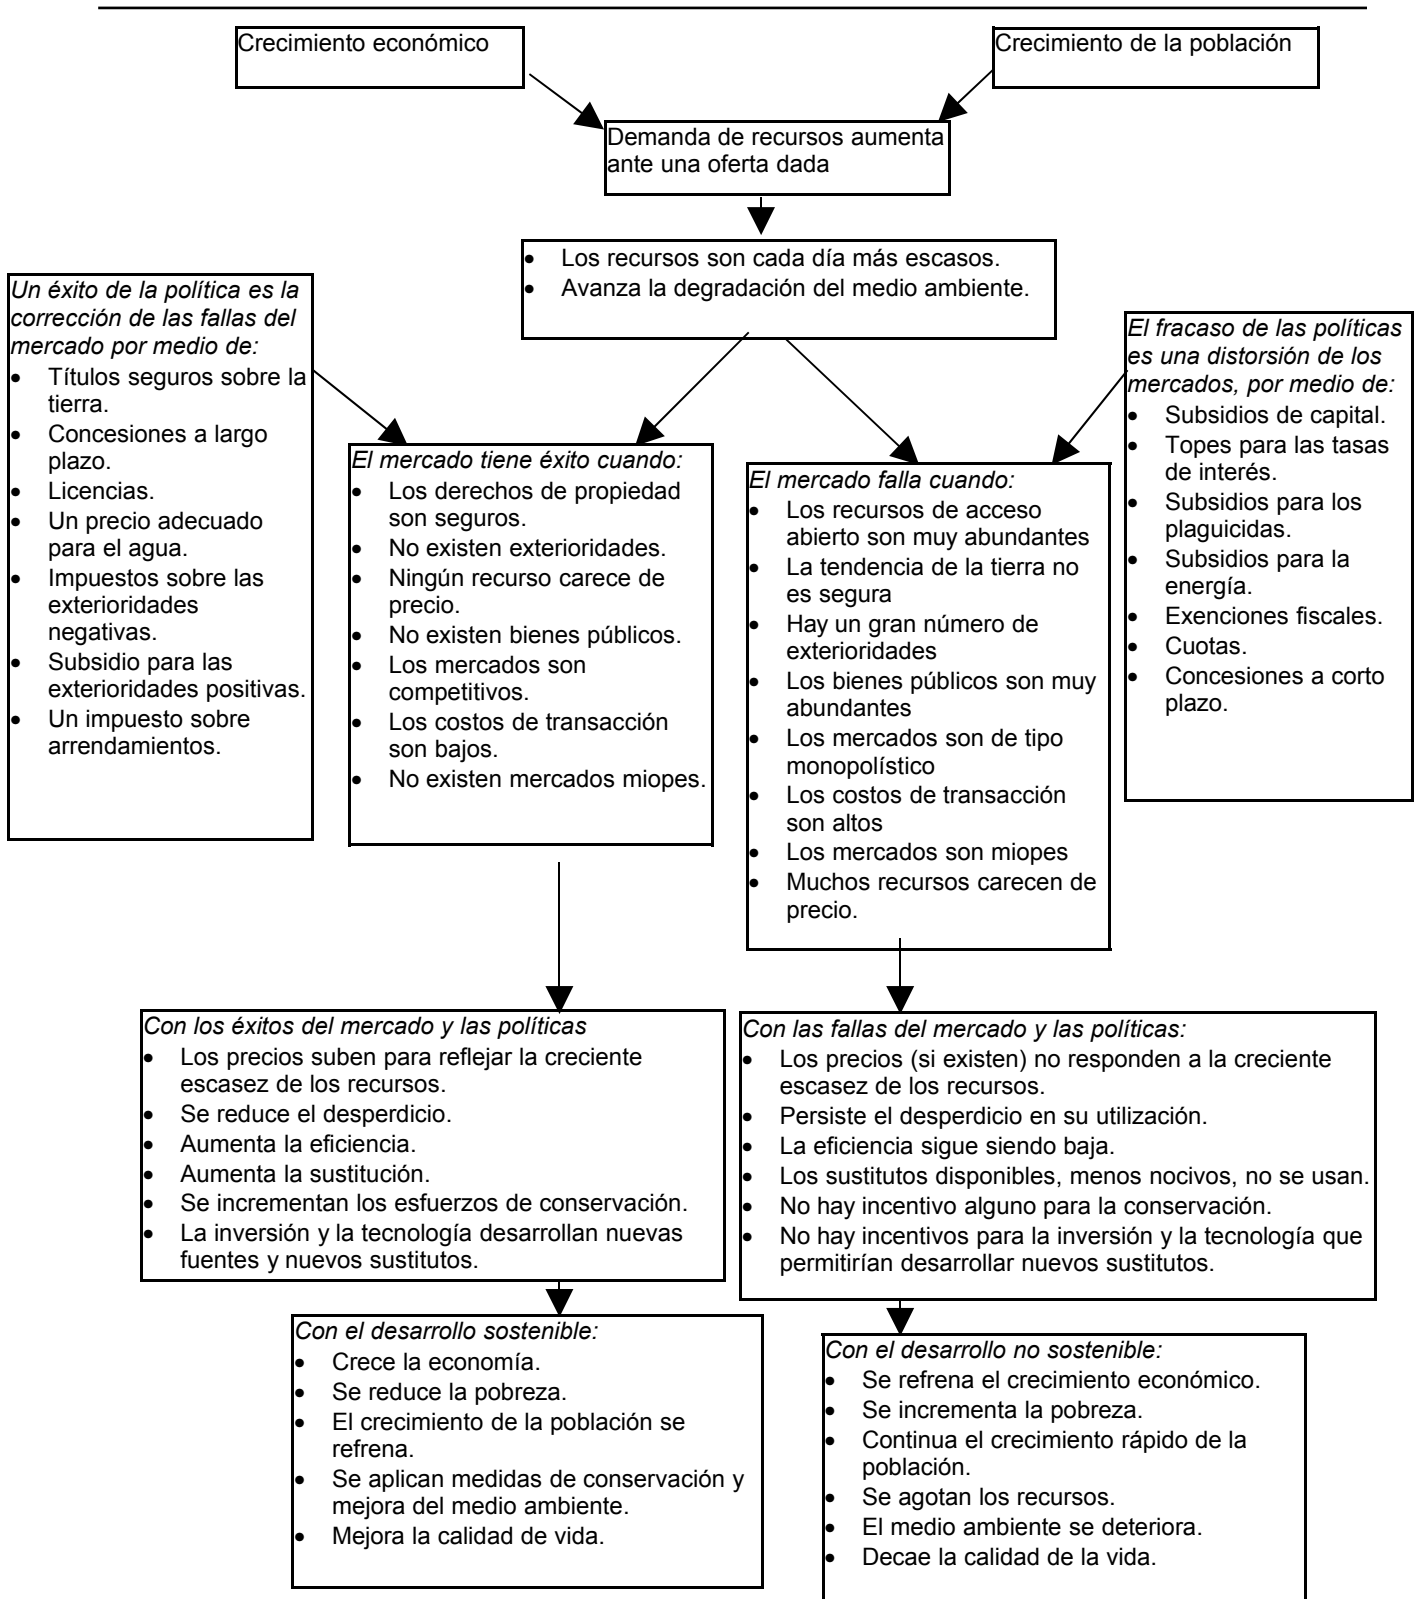 Crecimiento económico
Crecimiento de la población
Demanda de recursos aumenta
ante una oferta dada
• Los recursos son cada día más escasos.
• Avanza la degradación del medio ambiente.
Un éxito de la política es la
corrección de las fallas del
mercado por medio de:
• Títulos seguros sobre la
tierra.
• Concesiones a largo
plazo.
• Licencias.
• Un precio adecuado
para el agua.
• Impuestos sobre las
exterioridades
negativas.
• Subsidio para las
exterioridades positivas.
• Un impuesto sobre
arrendamientos.
El mercado tiene éxito cuando:
• Los derechos de propiedad
son seguros.
• No existen exterioridades.
• Ningún recurso carece de
precio.
• No existen bienes públicos.
• Los mercados son
competitivos.
• Los costos de transacción
son bajos.
• No existen mercados miopes.
El mercado falla cuando:
• Los recursos de acceso
abierto son muy abundantes
• La tendencia de la tierra no
es segura
• Hay un gran número de
exterioridades
• Los bienes públicos son muy
abundantes
• Los mercados son de tipo
monopolístico
• Los costos de transacción
son altos
• Los mercados son miopes
• Muchos recursos carecen de
precio.
El fracaso de las políticas
es una distorsión de los
mercados, por medio de:
• Subsidios de capital.
• Topes para las tasas
de interés.
• Subsidios para los
plaguicidas.
• Subsidios para la
energía.
• Exenciones fiscales.
• Cuotas.
• Concesiones a corto
plazo.
Con los éxitos del mercado y las políticas
• Los precios suben para reflejar la creciente
escasez de los recursos.
• Se reduce el desperdicio.
• Aumenta la eficiencia.
• Aumenta la sustitución.
• Se incrementan los esfuerzos de conservación.
• La inversión y la tecnología desarrollan nuevas
fuentes y nuevos sustitutos.
Con las fallas del mercado y las políticas:
• Los precios (si existen) no responden a la creciente
escasez de los recursos.
• Persiste el desperdicio en su utilización.
• La eficiencia sigue siendo baja.
• Los sustitutos disponibles, menos nocivos, no se usan.
• No hay incentivo alguno para la conservación.
• No hay incentivos para la inversión y la tecnología que
permitirían desarrollar nuevos sustitutos.
Con el desarrollo sostenible:
• Crece la economía.
• Se reduce la pobreza.
• El crecimiento de la población se
refrena.
• Se aplican medidas de conservación y
mejora del medio ambiente.
• Mejora la calidad de vida.
Con el desarrollo no sostenible:
• Se refrena el crecimiento económico.
• Se incrementa la pobreza.
• Continua el crecimiento rápido de la
población.
• Se agotan los recursos.
• El medio ambiente se deteriora.
• Decae la calidad de la vida.